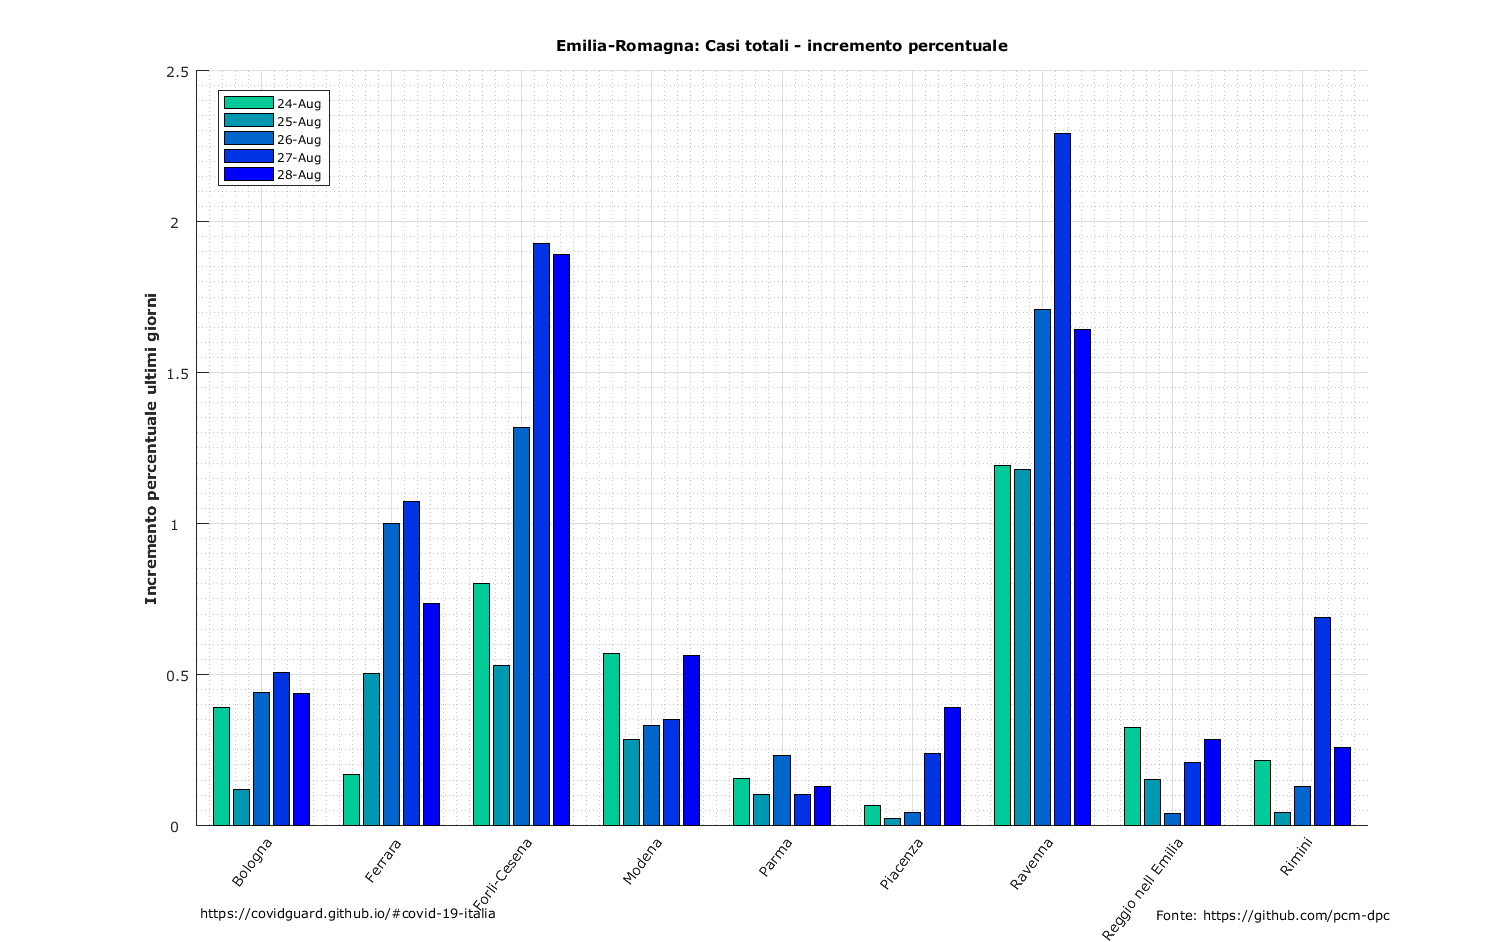 Emilia-Romagna: Casi totali - incremento percentuale
2.5
2
1.5
1
0.5
0
Incremento percentuale ultimi giorni
24-Aug
25-Aug
26-Aug
27-Aug
28-Aug
Bologna
Ferrara
Forlì-Cesena
Modena
Parma
Piacenza
Ravenna
Reggio nell Emilia
Rimini
https://covidguard.github.io/#covid-19-italia
Fonte: https://github.com/pcm-dpc